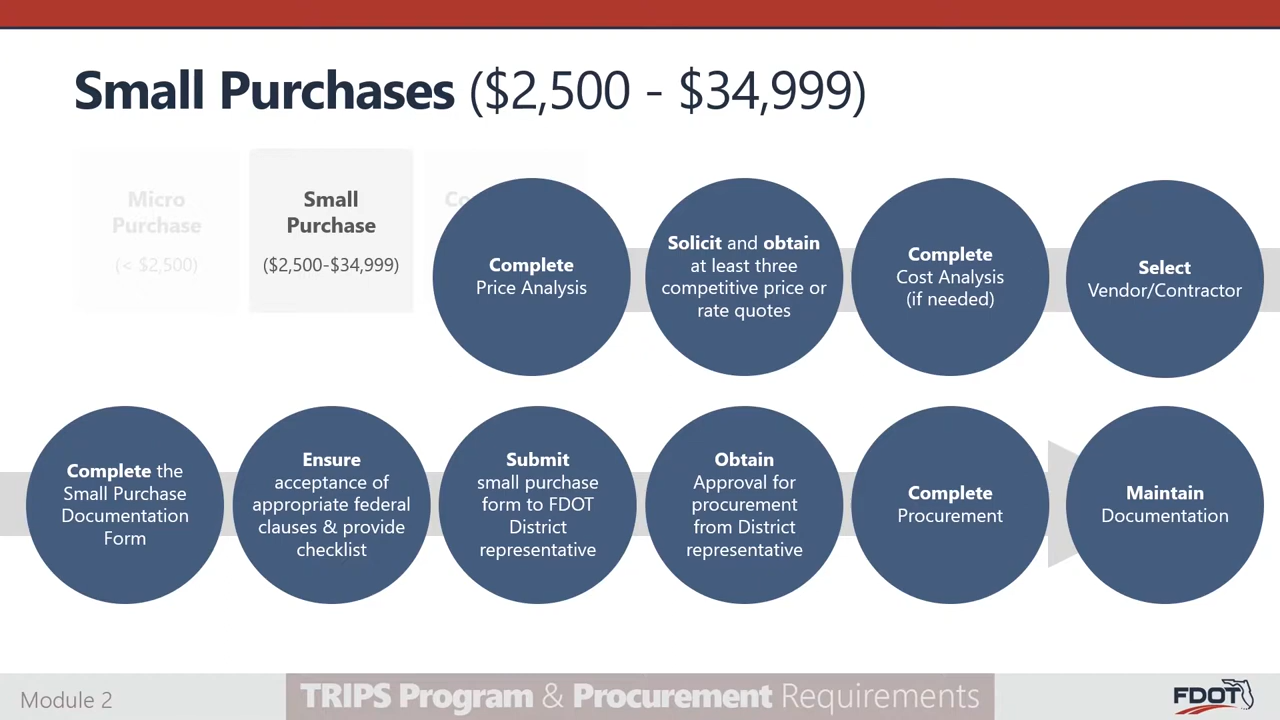 Small Purchases ($2,500 - $34,999)
Micro
Purchase
(< $2,500)
Small
Purchase
($2,500-$34,999)
Complete
Price Analysis
Solicit and obtain
at least three
competitive price or
rate quotes
Complete
Cost Analysis
(if needed)
Select
Vendor/Contractor
Complete the
Small Purchase
Documentation
Form
Ensure
acceptance of
appropriate federal
clauses & provide
checklist
Submit
small purchase
form to FDOT
District
representative
Obtain
Approval for
procurement
from District
representative
Complete
Procurement
Maintain
Documentation
Module 2
TRIPS Program & Procurement Requirements
FDOT